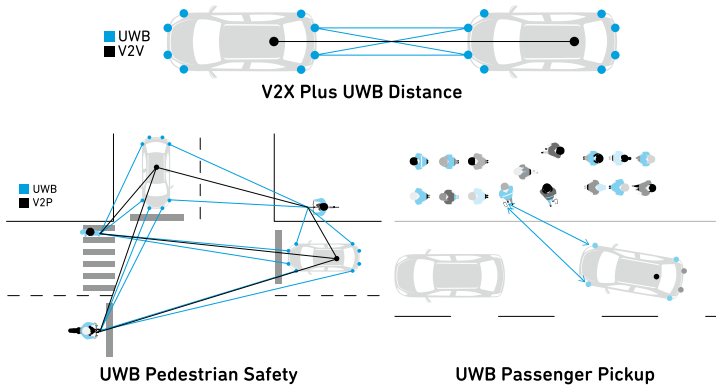 UWB
V2V
V2X Plus UWB Distance
UWB
V2P
UWB Pedestrian Safety
UWB Passenger Pickup